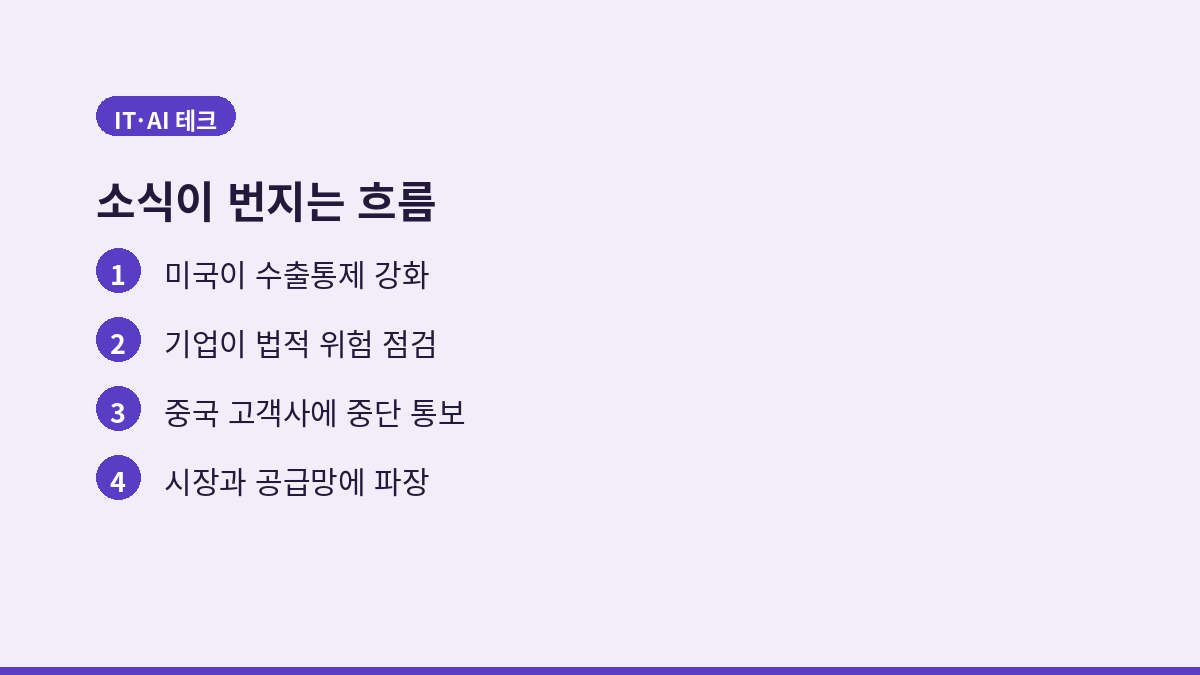 IT·AI 테크
소식이 번지는 흐름
1 미국이 수출통제 강화
2 기업이 법적 위험 점검
3 중국 고객사에 중단 통보
4 시장과 공급망에 파장